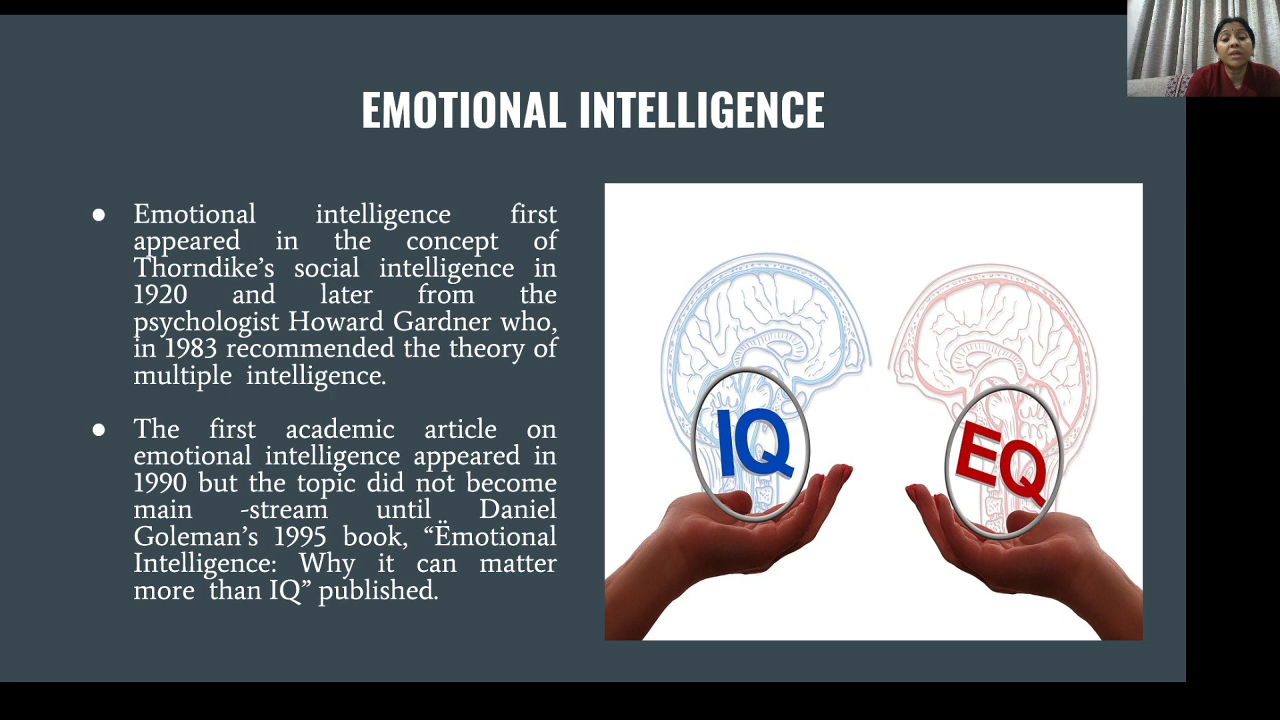 EMOTIONAL INTELLIGENCE
● Emotional intelligence first
appeared in the concept of
Thorndike’s social intelligence in
1920 and later from the
psychologist Howard Gardner who,
in 1983 recommended the theory of
multiple intelligence.
● The first academic article on
emotional intelligence appeared in
1990 but the topic did not become
main -stream until Daniel
Goleman’s 1995 book, “Ëmotional
Intelligence: Why it can matter
more than IQ” published.
IQ
EQ